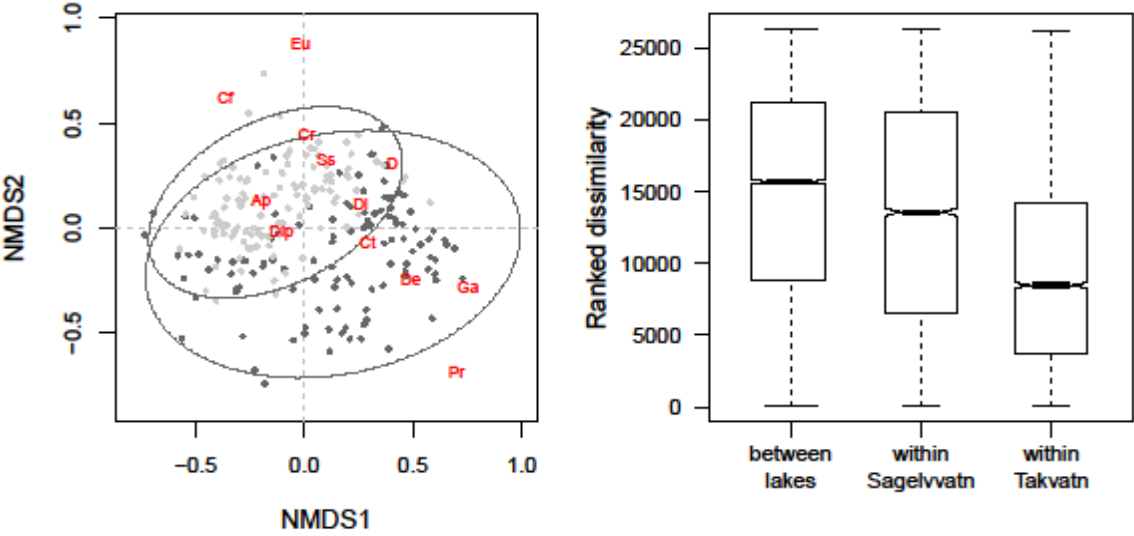 1.0
0.5
0.0
−0.5
NMDS2
Eu
Cf
Cr
Ss
D
Ap
Dj
Dip
Ct
Be
Ga
Pr
−0.5
0.0
0.5
1.0
NMDS1
25000
20000
15000
10000
5000
0
Ranked dissimilarity
between
lakes
within
Sagelvvatn
within
Takvatn